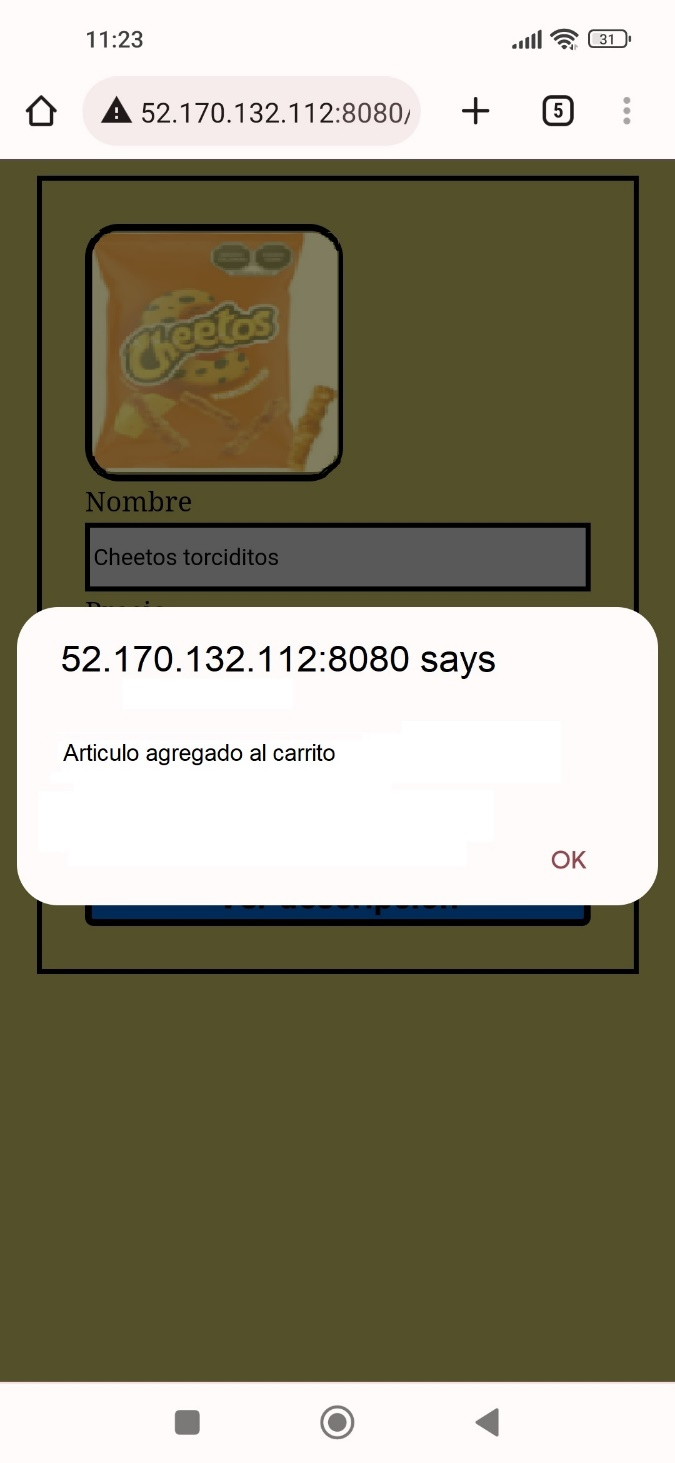 11:23
31
52.170.132.112:8080/
5
Cheetos
Nombre
Cheetos torciditos
52.170.132.112:8080 says
Articulo agregado al carrito
OK